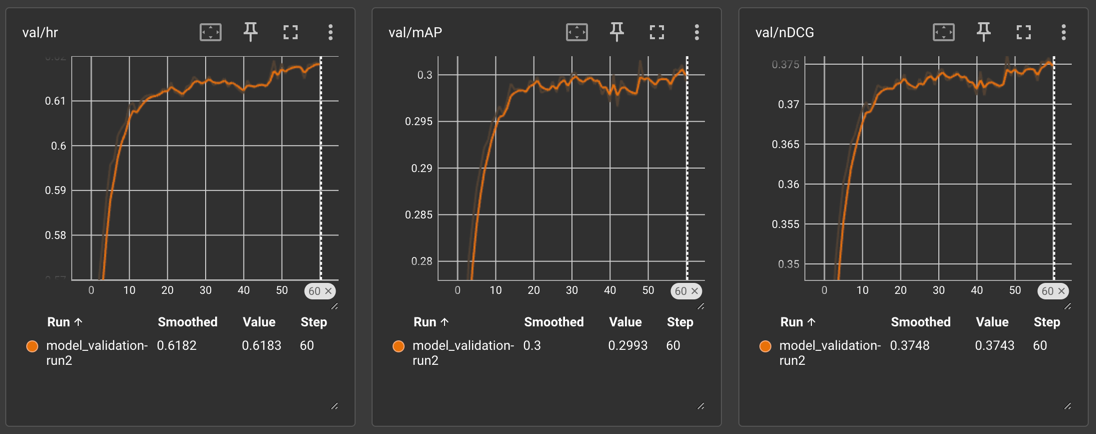 val/hr
0.62
0.61
0.6
0.59
0.58
0.57
0 10 20 30 40 50 60
Run ↑ Smoothed Value Step
model_validation-run2 0.6182 0.6183 60
val/mAP
0.3
0.295
0.29
0.285
0.28
0 10 20 30 40 50 60
Run ↑ Smoothed Value Step
model_validation-run2 0.3 0.2993 60
val/nDCG
0.375
0.37
0.365
0.36
0.355
0.35
0 10 20 30 40 50 60
Run ↑ Smoothed Value Step
model_validation-run2 0.3748 0.3743 60